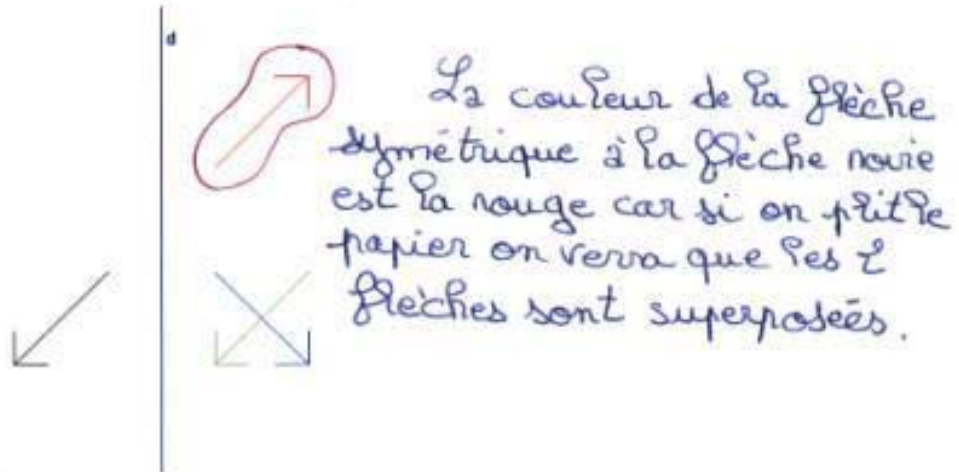 d
La couleur de la flèche
symétrique à la flèche noire
est la rouge car si on plit le
papier on verra que les 2
flèches sont superposées.